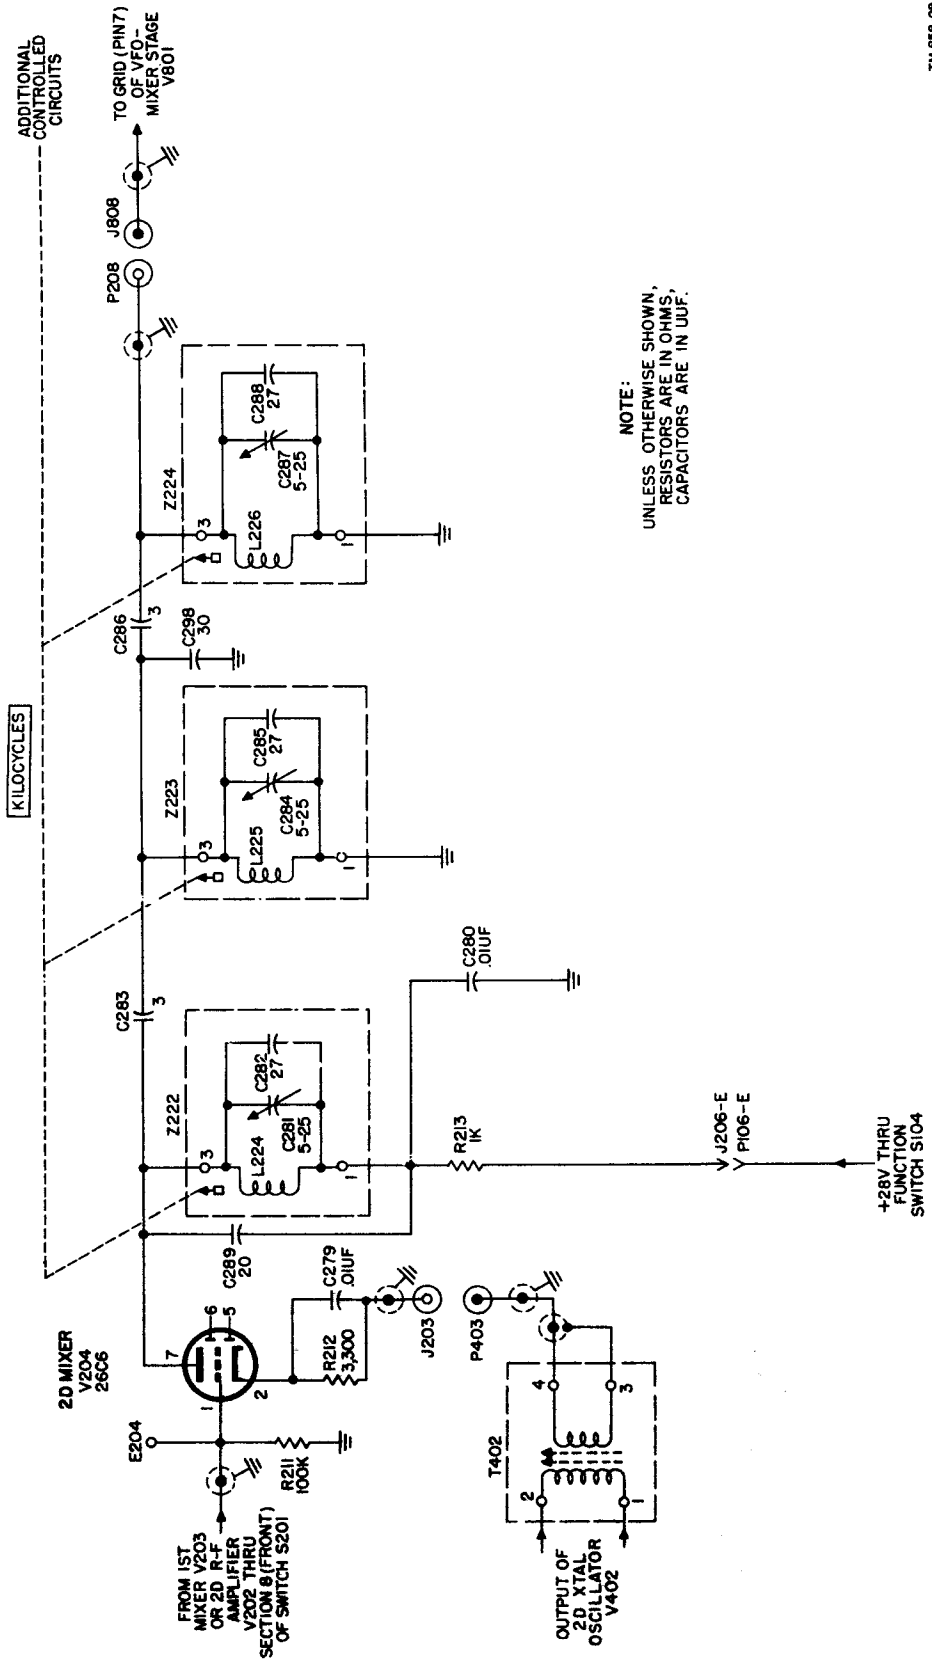 ADDITIONAL
CONTROLLED
CIRCUITS
KILOCYCLES
TO GRID (PIN7)
OF VFO-
MIXER STAGE
V801
J808
P208
2D MIXER
V204
26C6
7
6
5
1
2
E204
FROM 1ST
MIXER V203
OR 2D R-F
AMPLIFIER
V202 THRU
SECTION 8 (FRONT)
OF SWITCH S201
R211
100K
R212
3,300
C279
.01UF
J203
C289
20
Z222
3
L224
C281
5-25
C282
27
1
C283
3
Z223
3
L225
C284
5-25
C285
27
1
C298
30
C286
3
Z224
3
L226
C287
5-25
C288
27
1
C280
.01UF
R213
1K
J206-E
P106-E
+28V THRU
FUNCTION
SWITCH S104
P403
T402
4
3
2
1
OUTPUT OF
2D XTAL
OSCILLATOR
V402
NOTE:
UNLESS OTHERWISE SHOWN,
RESISTORS ARE IN OHMS,
CAPACITORS ARE IN UUF.